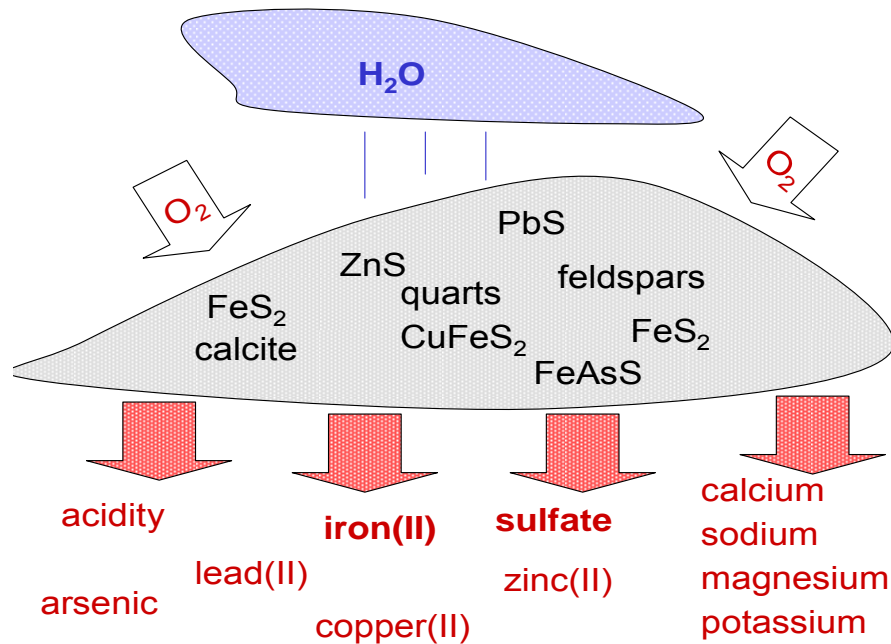 H₂O
O₂
O₂
PbS
ZnS
feldspars
quarts
FeS₂
calcite
CuFeS₂
FeS₂
FeAsS
acidity
iron(II)
sulfate
calcium
sodium
magnesium
potassium
lead(II)
zinc(II)
arsenic
copper(II)